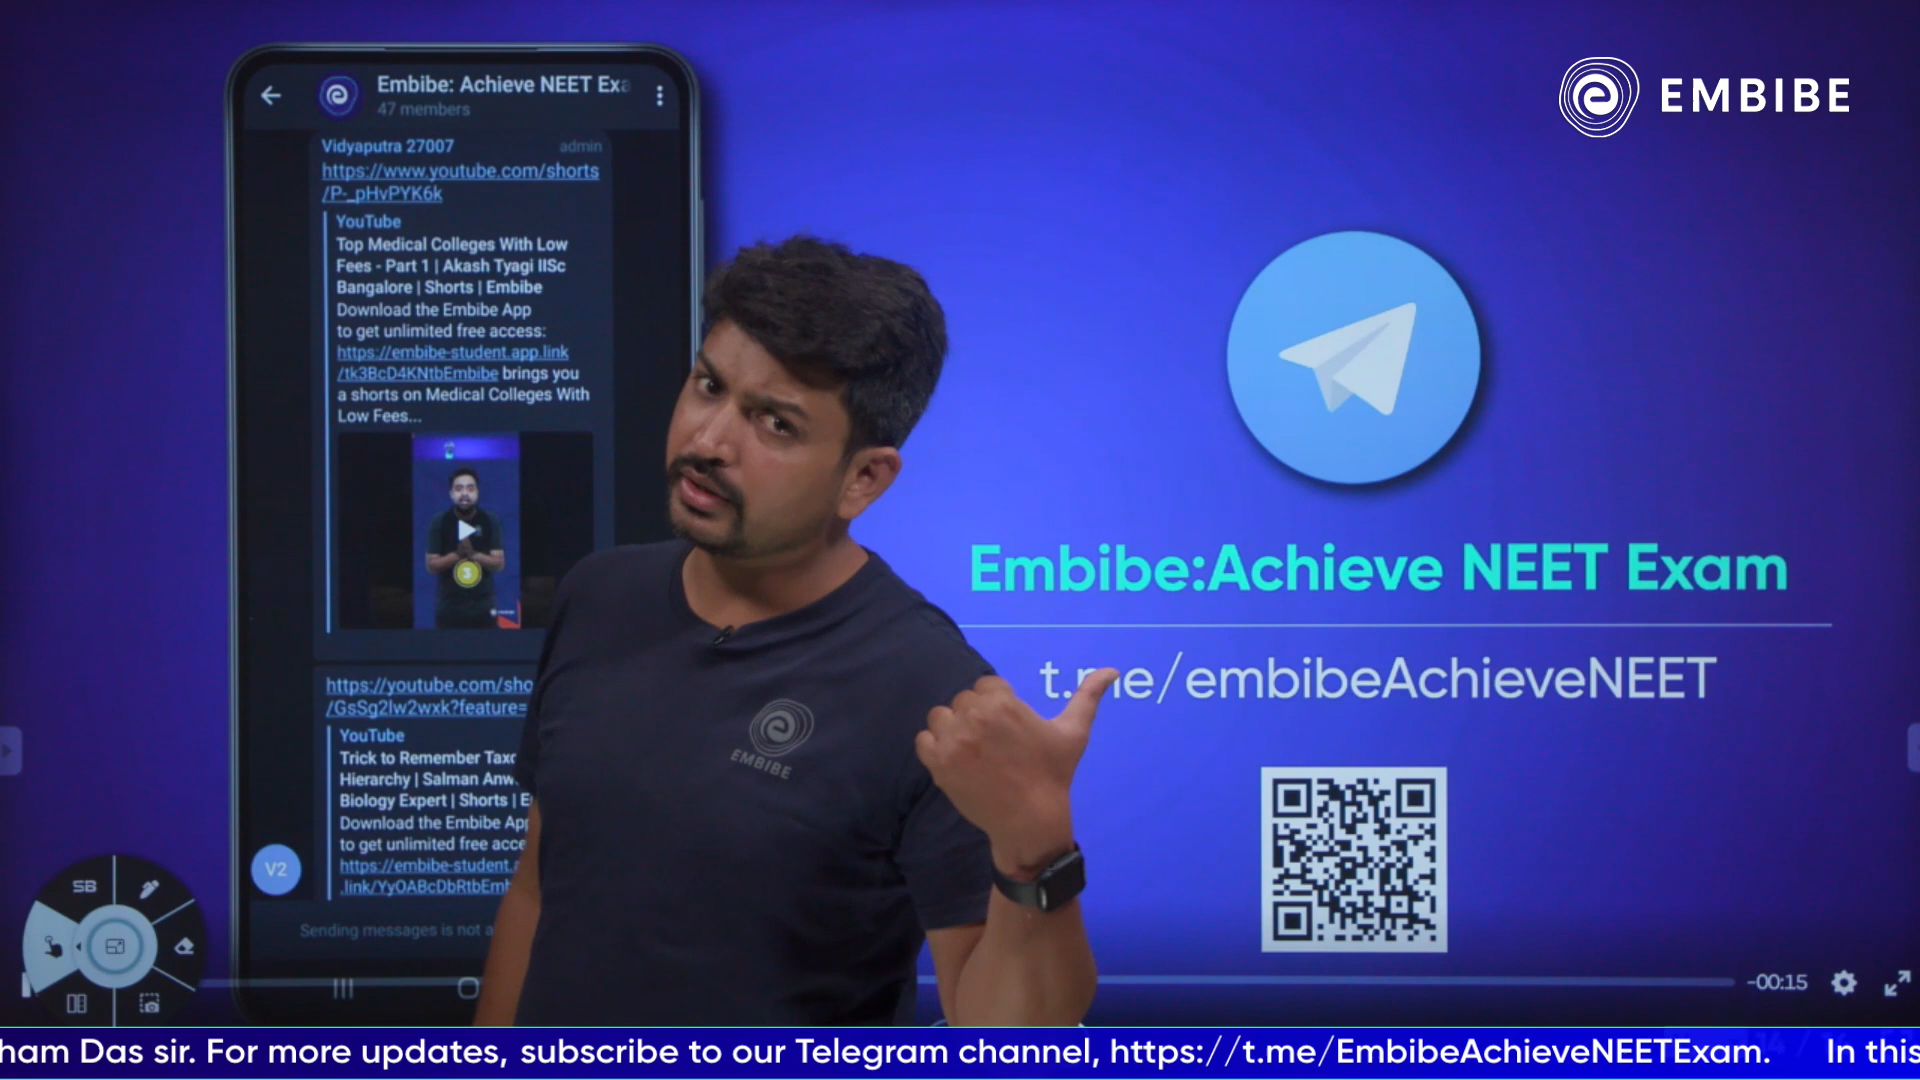 EMBIBE
Embibe: Achieve NEET Exa
47 members
Vidyaputra 27007 admin
https://www.youtube.com/shorts
/P-_pHvPYK6k
YouTube
Top Medical Colleges With Low
Fees - Part 1 | Akash Tyagi IISc
Bangalore | Shorts | Embibe
Download the Embibe App
to get unlimited free access:
https://embibe-student.app.link
/tk3BcD4KNtbEmbibe brings you
a shorts on Medical Colleges With
Low Fees...
3
https://youtube.com/sho
/GsSg2lw2wxk?feature=
YouTube
Trick to Remember Taxo
Hierarchy | Salman Anw
Biology Expert | Shorts | E
Download the Embibe App
to get unlimited free acce
https://embibe-student.a
.link/YyOABcDbRtbEmb
V2
Sending messages is not a
SB
EMBIBE
Embibe:Achieve NEET Exam
t.me/embibeAchieveNEET
-00:15
ham Das sir. For more updates, subscribe to our Telegram channel, https://t.me/EmbibeAchieveNEETExam. In this